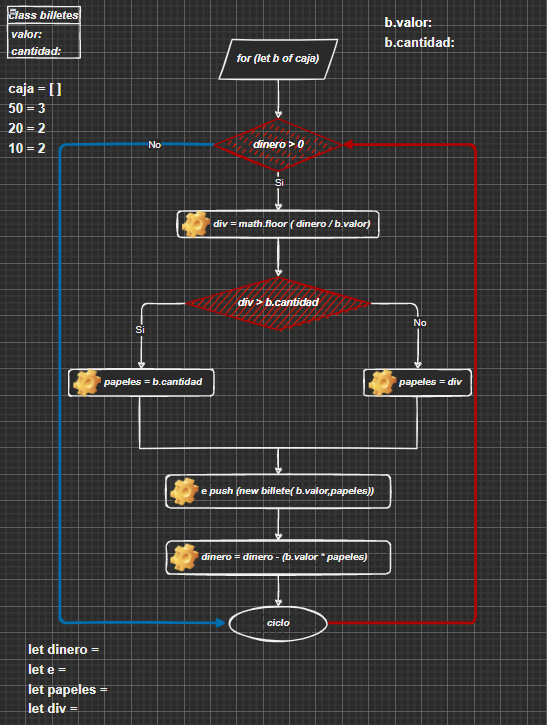 class billetes
valor:
cantidad:
b.valor:
b.cantidad:
caja = [ ]
50 = 3
20 = 2
10 = 2
for (let b of caja)
dinero > 0
No
Si
div = math.floor ( dinero / b.valor)
div > b.cantidad
Si
No
papeles = b.cantidad
papeles = div
e push (new billete( b.valor,papeles))
dinero = dinero - (b.valor * papeles)
ciclo
let dinero =
let e =
let papeles =
let div =